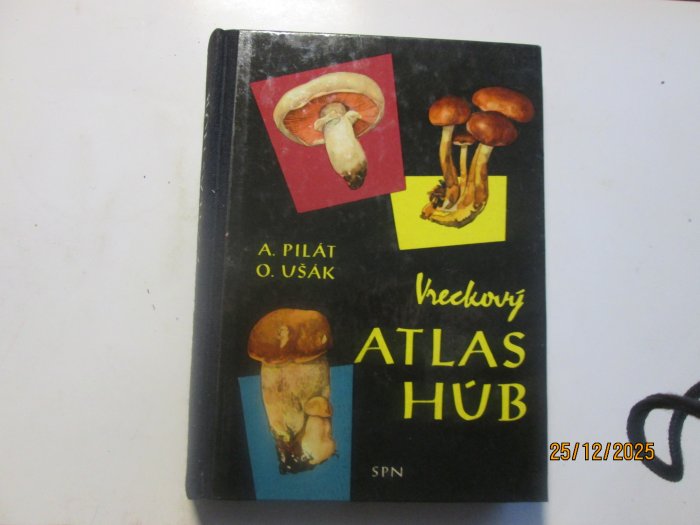 A. PILÁT
O. UŠÁK
Vreckový
ATLAS
HÚB
SPN
25/12/2025